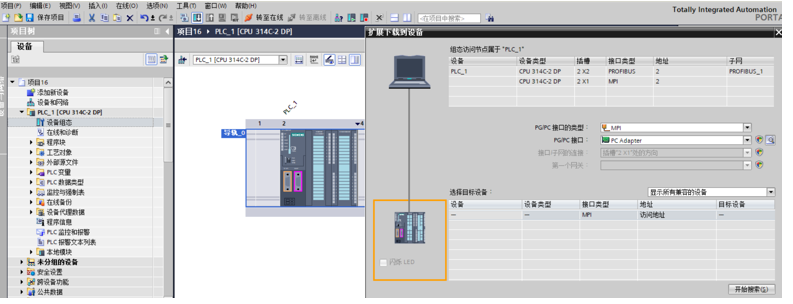 项目(P) 编辑(E) 视图(V) 插入(I) 在线(O) 选项(N) 工具(T) 窗口(W) 帮助(H)
Totally Integrated Automation
PORTA
保存项目 转至在线 转至离线 <在项目中搜索>
项目树
设备
项目16
添加新设备
设备和网络
PLC_1 [CPU 314C-2 DP]
设备组态
在线和诊断
程序块
工艺对象
外部源文件
PLC 变量
PLC 数据类型
监控与强制表
在线备份
设备代理数据
程序信息
PLC 监控和报警
PLC 报警文本列表
本地模块
未分组的设备
安全设置
跨设备功能
公共数据
项目16 ▸ PLC_1 [CPU 314C-2 DP]
PLC_1 [CPU 314C-2 DP]
PLC_1
1 2 4
导轨_0
扩展下载到设备
组态访问节点属于 "PLC_1"
设备 设备类型 插槽 接口类型 地址 子网
PLC_1 CPU 314C-2 DP 2 X2 PROFIBUS 2 PROFIBUS_1
CPU 314C-2 DP 2 X1 MPI 2
PG/PC 接口的类型: MPI
PG/PC 接口: PC Adapter
接口/子网的连接: 插槽"2 X1"处的方向
第一个网关:
选择目标设备: 显示所有兼容的设备
设备 设备类型 接口类型 地址 目标设备
— — MPI 访问地址 —
闪烁 LED
开始搜索(S)